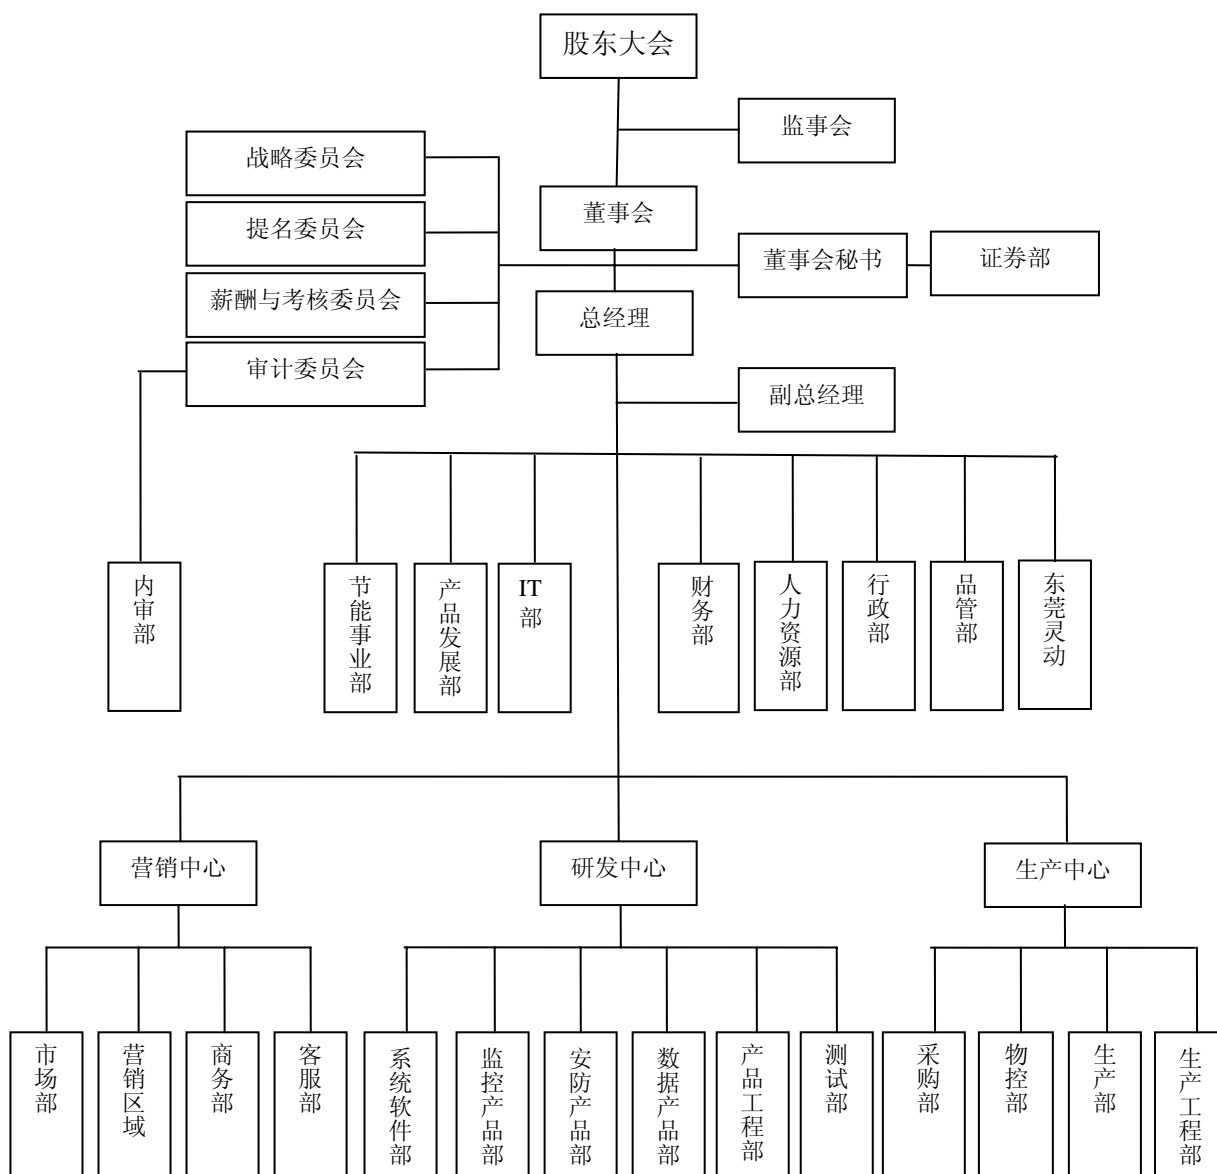 股东大会
监事会
战略委员会
提名委员会
董事会
董事会秘书
证券部
薪酬与考核委员会
总经理
审计委员会
副总经理
内审部
节能事业部
产品发展部
IT部
财务部
人力资源部
行政部
品管部
东莞灵动
营销中心
研发中心
生产中心
市场部
营销区域
商务部
客服部
系统软件部
监控产品部
安防产品部
数据产品部
产品工程部
测试部
采购部
物控部
生产部
生产工程部